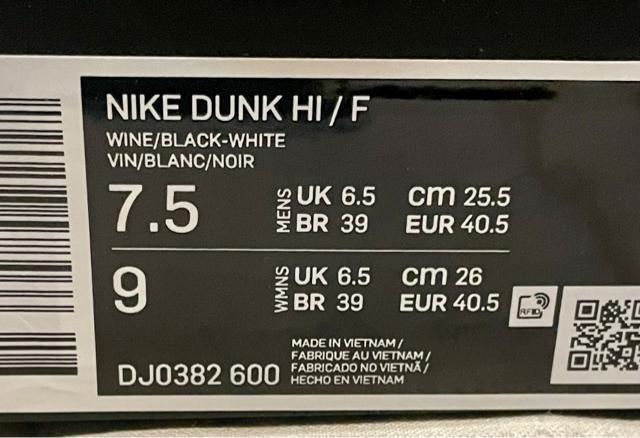 NIKE DUNK HI / F
WINE/BLACK-WHITE
VIN/BLANC/NOIR
7.5 MENS UK 6.5 cm 25.5
BR 39 EUR 40.5
9 WMNS UK 6.5 cm 26
BR 39 EUR 40.5
RFID
MADE IN VIETNAM /
FABRIQUE AU VIETNAM /
FABRICADO NO VIETNÃ /
HECHO EN VIETNAM
DJ0382 600